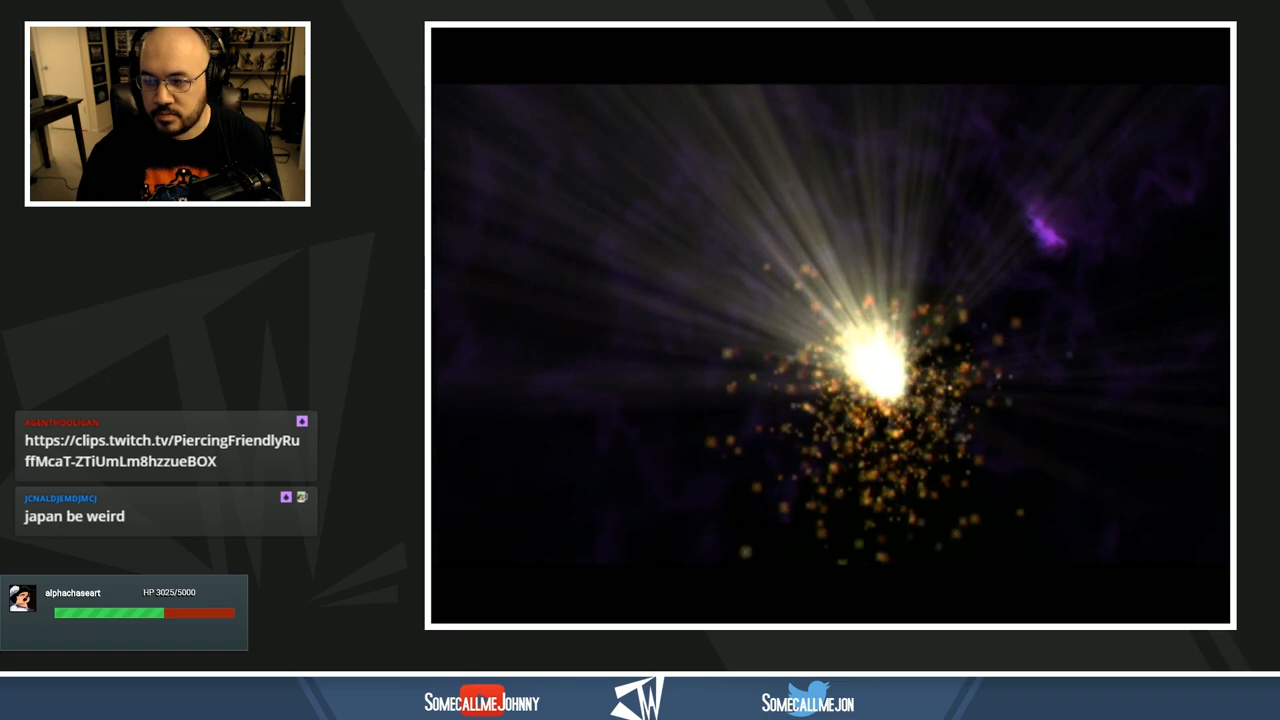 AGENTHOOLIGAN
https://clips.twitch.tv/PiercingFriendlyRu
ffMcaT-ZTiUmLm8hzzueBOX
JCNALDJEMDJMCJ
japan be weird
alphachaseart HP 3025/5000
SOMECALLMEJOHNNY
SOMECALLMEJON